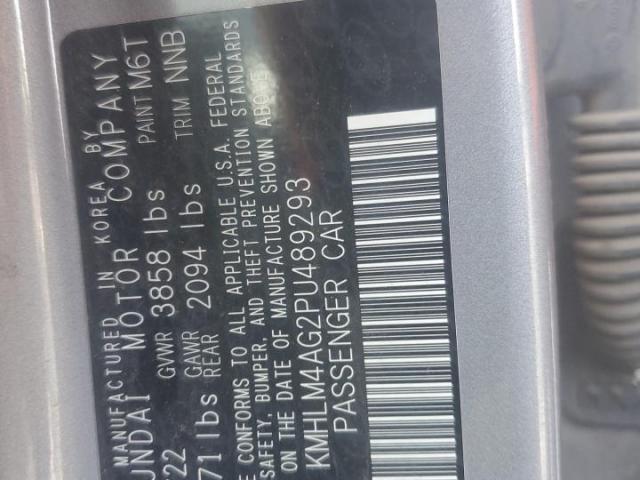 MANUFACTURED IN KOREA BY
UNDAI MOTOR COMPANY
22 GVWR 3858 lbs PAINT M6T
71 lbs GAWR REAR 2094 lbs TRIM NNB
CONFORMS TO ALL APPLICABLE U.S.A. FEDERAL
SAFETY, BUMPER, AND THEFT PREVENTION STANDARDS
ON THE DATE OF MANUFACTURE SHOWN ABOVE
KMHLM4AG2PU489293
PASSENGER CAR